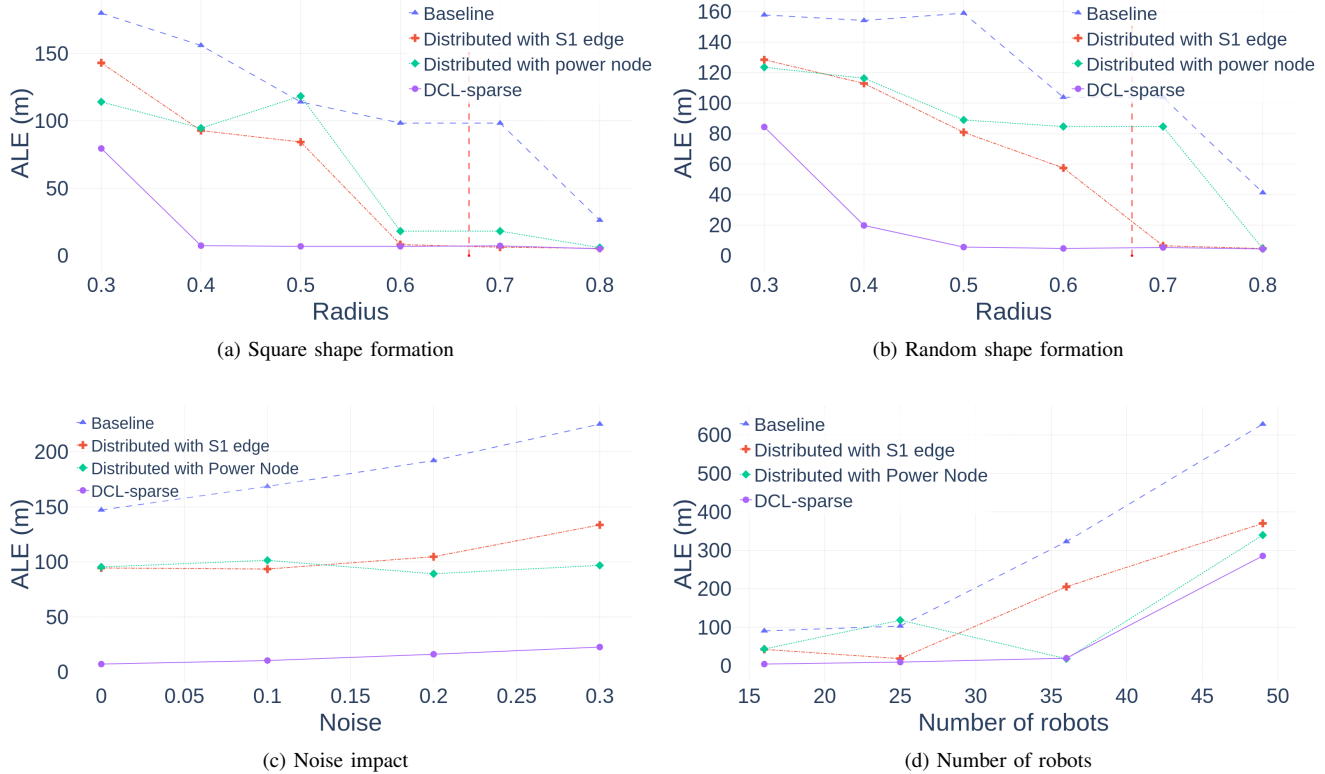 Baseline
Distributed with S1 edge
Distributed with power node
DCL-sparse
ALE (m)
150
100
50
0
0.3 0.4 0.5 0.6 0.7 0.8
Radius
(a) Square shape formation
Baseline
Distributed with S1 edge
Distributed with power node
DCL-sparse
ALE (m)
160
140
120
100
80
60
40
20
0
0.3 0.4 0.5 0.6 0.7 0.8
Radius
(b) Random shape formation
Baseline
Distributed with S1 edge
Distributed with Power Node
DCL-sparse
ALE (m)
200
150
100
50
0
0 0.05 0.1 0.15 0.2 0.25 0.3
Noise
(c) Noise impact
Baseline
Distributed with S1 edge
Distributed with Power Node
DCL-sparse
ALE (m)
600
500
400
300
200
100
0
15 20 25 30 35 40 45 50
Number of robots
(d) Number of robots